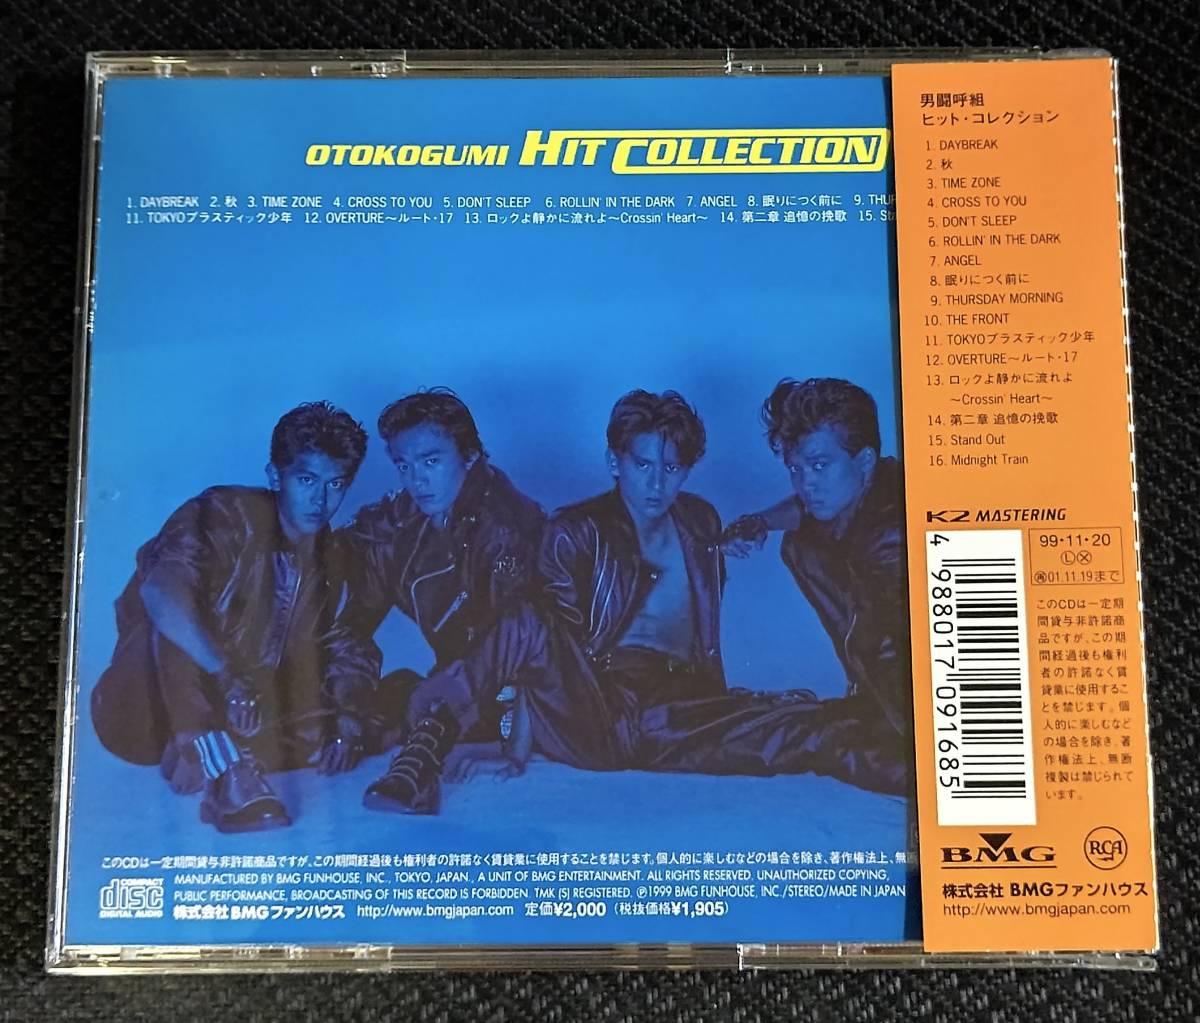 OTOKOGUMI HIT COLLECTION
1. DAYBREAK 2. 秋 3. TIME ZONE 4. CROSS TO YOU 5. DON'T SLEEP 6. ROLLIN' IN THE DARK 7. ANGEL 8. 眠りにつく前に 9. THUR
11. TOKYOプラスティック少年 12. OVERTURE〜ルート・17 13. ロックよ静かに流れよ〜Crossin' Heart〜 14. 第二章 追憶の挽歌 15. Sta
このCDは一定期間貸与非許諾商品ですが、この期間経過後も権利者の許諾なく賃貸業に使用することを禁じます。個人的に楽しむなどの場合を除き、著作権法上、無断
COMPACT
disc
DIGITAL AUDIO
MANUFACTURED BY BMG FUNHOUSE, INC., TOKYO, JAPAN., A UNIT OF BMG ENTERTAINMENT. ALL RIGHTS RESERVED. UNAUTHORIZED COPYING,
PUBLIC PERFORMANCE, BROADCASTING OF THIS RECORD IS FORBIDDEN. TMK (S) REGISTERED. ℗1999 BMG FUNHOUSE, INC./STEREO/MADE IN JAPAN
株式会社 BMGファンハウス http://www.bmgjapan.com 定価¥2,000 (税抜価格¥1,905)
男闘呼組
ヒット・コレクション
1. DAYBREAK
2. 秋
3. TIME ZONE
4. CROSS TO YOU
5. DON'T SLEEP
6. ROLLIN' IN THE DARK
7. ANGEL
8. 眠りにつく前に
9. THURSDAY MORNING
10. THE FRONT
11. TOKYOプラスティック少年
12. OVERTURE〜ルート・17
13. ロックよ静かに流れよ
〜Crossin' Heart〜
14. 第二章 追憶の挽歌
15. Stand Out
16. Midnight Train
K2 MASTERING
4988017091685
99・11・20
Ⓛ Ⓧ
㋐01.11.19まで
このCDは一定期
間貸与非許諾商
品ですが、この期
間経過後も権利
者の許諾なく賃
貸業に使用するこ
とを禁じます。個
人的に楽しむなど
の場合を除き、著
作権法上、無断
複製は禁じられて
います。
BMG
RCA
株式会社 BMGファンハウス
http://www.bmgjapan.com